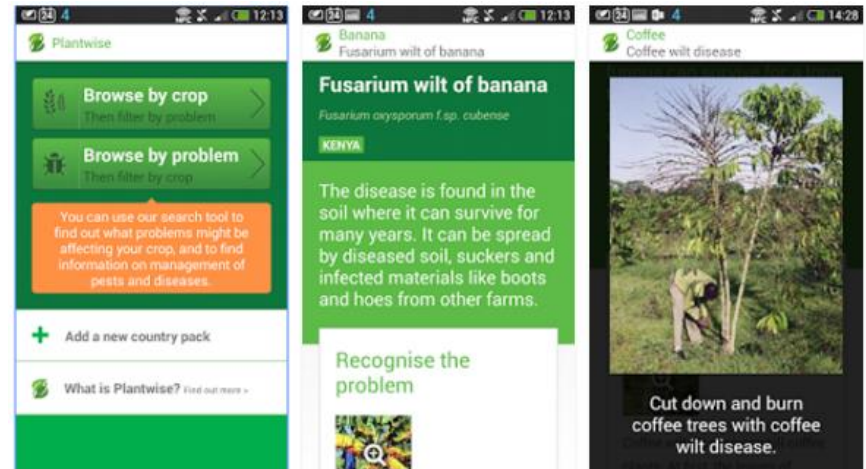 24 4 12:13
Plantwise
Browse by crop
Then filter by problem
Browse by problem
Then filter by crop
You can use our search tool to
find out what problems might be
affecting your crop, and to find
information on management of
pests and diseases.
Add a new country pack
What is Plantwise? Find out more >
24 4 12:13
Banana
Fusarium wilt of banana
Fusarium wilt of banana
Fusarium oxysporum f.sp. cubense
KENYA
The disease is found in the
soil where it can survive for
many years. It can be spread
by diseased soil, suckers and
infected materials like boots
and hoes from other farms.
Recognise the
problem
24 4 14:28
Coffee
Coffee wilt disease
Cut down and burn
coffee trees with coffee
wilt disease.